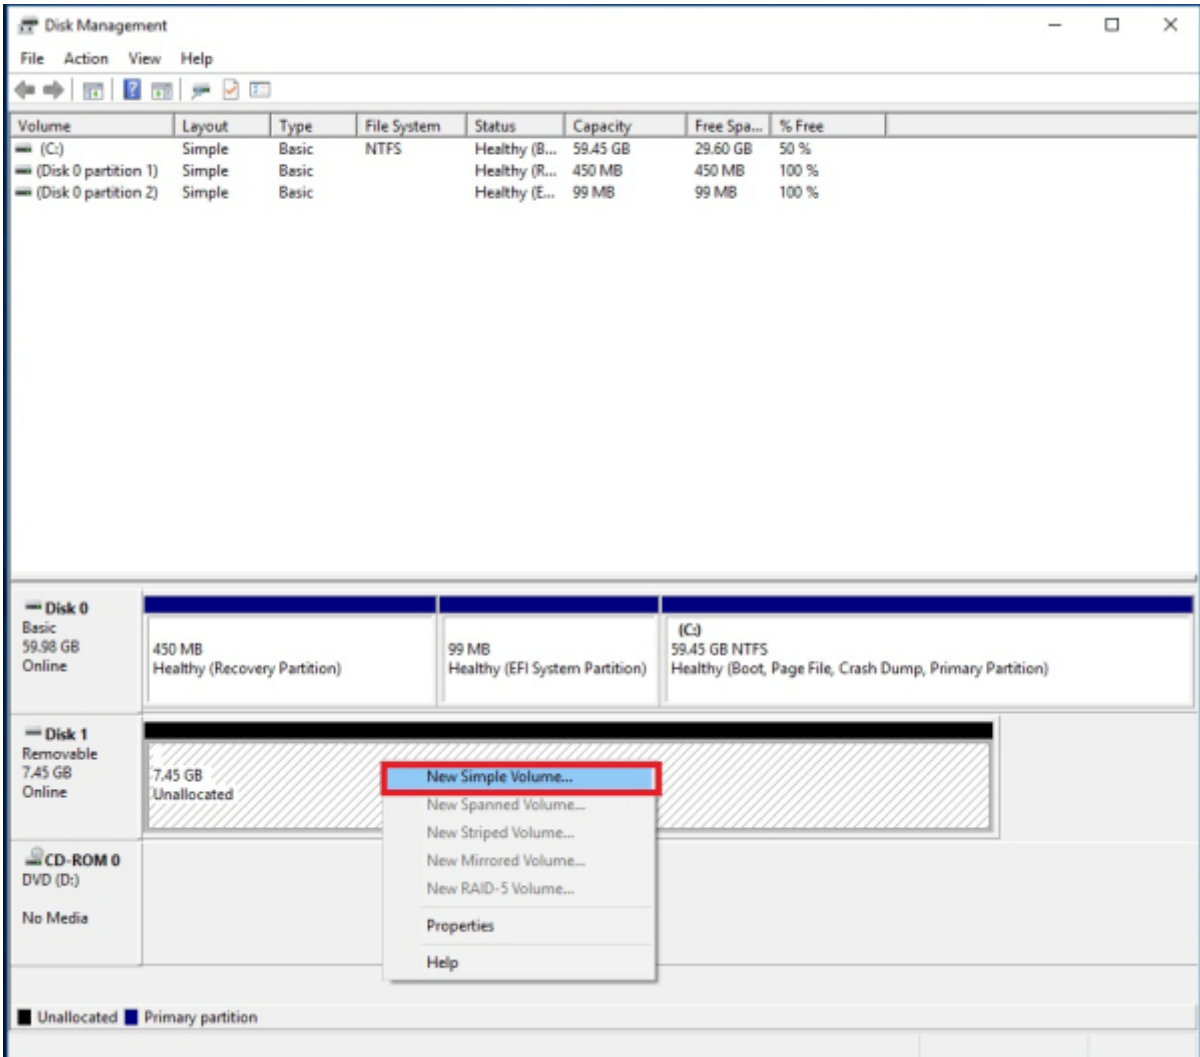 Disk Management
File Action View Help
Volume Layout Type File System Status Capacity Free Spa... % Free
(C:) Simple Basic NTFS Healthy (B... 59.45 GB 29.60 GB 50 %
(Disk 0 partition 1) Simple Basic Healthy (R... 450 MB 450 MB 100 %
(Disk 0 partition 2) Simple Basic Healthy (E... 99 MB 99 MB 100 %
Disk 0
Basic
59.98 GB
Online
450 MB
Healthy (Recovery Partition)
99 MB
Healthy (EFI System Partition)
(C:)
59.45 GB NTFS
Healthy (Boot, Page File, Crash Dump, Primary Partition)
Disk 1
Removable
7.45 GB
Online
7.45 GB
Unallocated
New Simple Volume...
New Spanned Volume...
New Striped Volume...
New Mirrored Volume...
New RAID-5 Volume...
Properties
Help
CD-ROM 0
DVD (D:)
No Media
Unallocated Primary partition